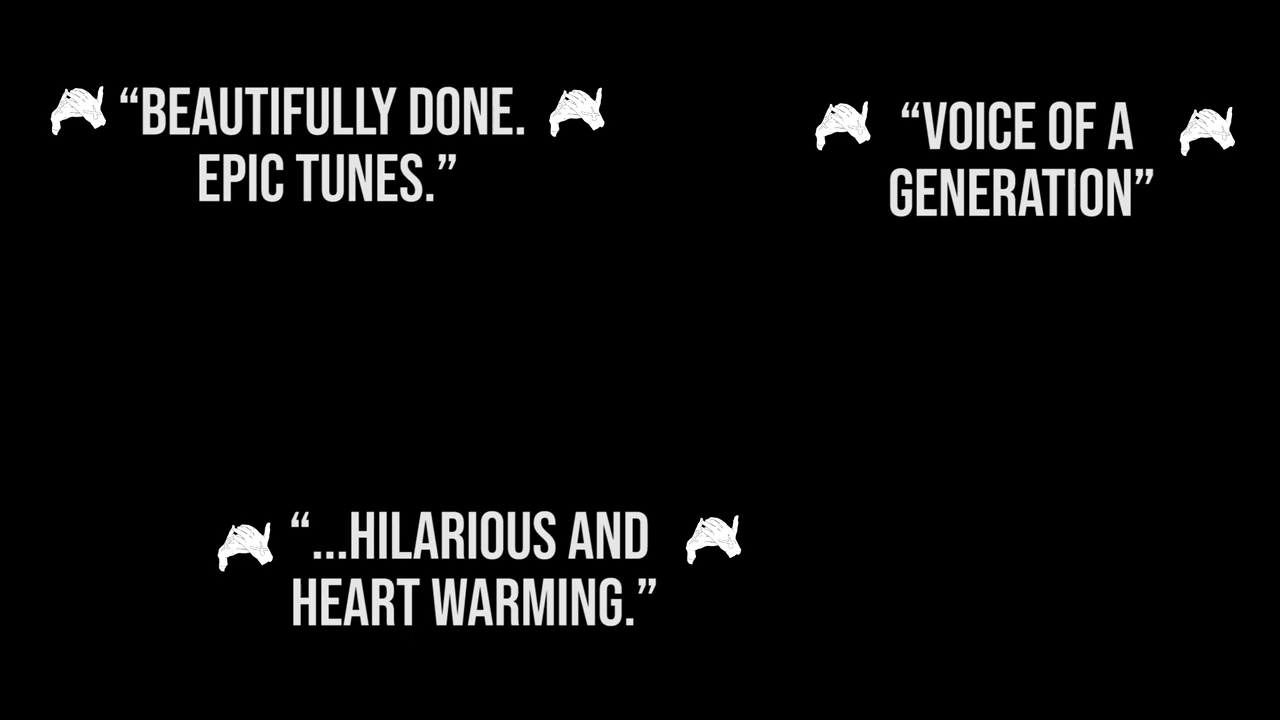 “BEAUTIFULLY DONE.
EPIC TUNES.”
“VOICE OF A
GENERATION”
“...HILARIOUS AND
HEART WARMING.”